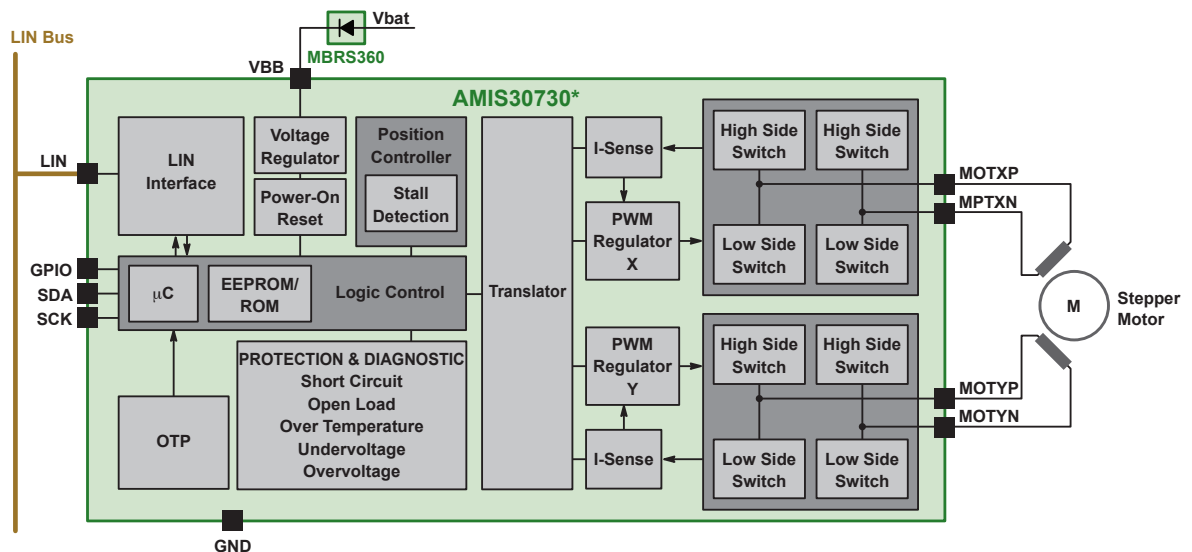 LIN Bus
Vbat
MBRS360
VBB
AMIS30730*
LIN
LIN
Interface
Voltage
Regulator
Power-On
Reset
Position
Controller
Stall
Detection
GPIO
SDA
SCK
µC
EEPROM/
ROM
Logic Control
OTP
PROTECTION & DIAGNOSTIC
Short Circuit
Open Load
Over Temperature
Undervoltage
Overvoltage
GND
Translator
I-Sense
PWM
Regulator
X
PWM
Regulator
Y
I-Sense
High Side
Switch
High Side
Switch
Low Side
Switch
Low Side
Switch
High Side
Switch
High Side
Switch
Low Side
Switch
Low Side
Switch
MOTXP
MPTXN
MOTYP
MOTYN
M
Stepper
Motor